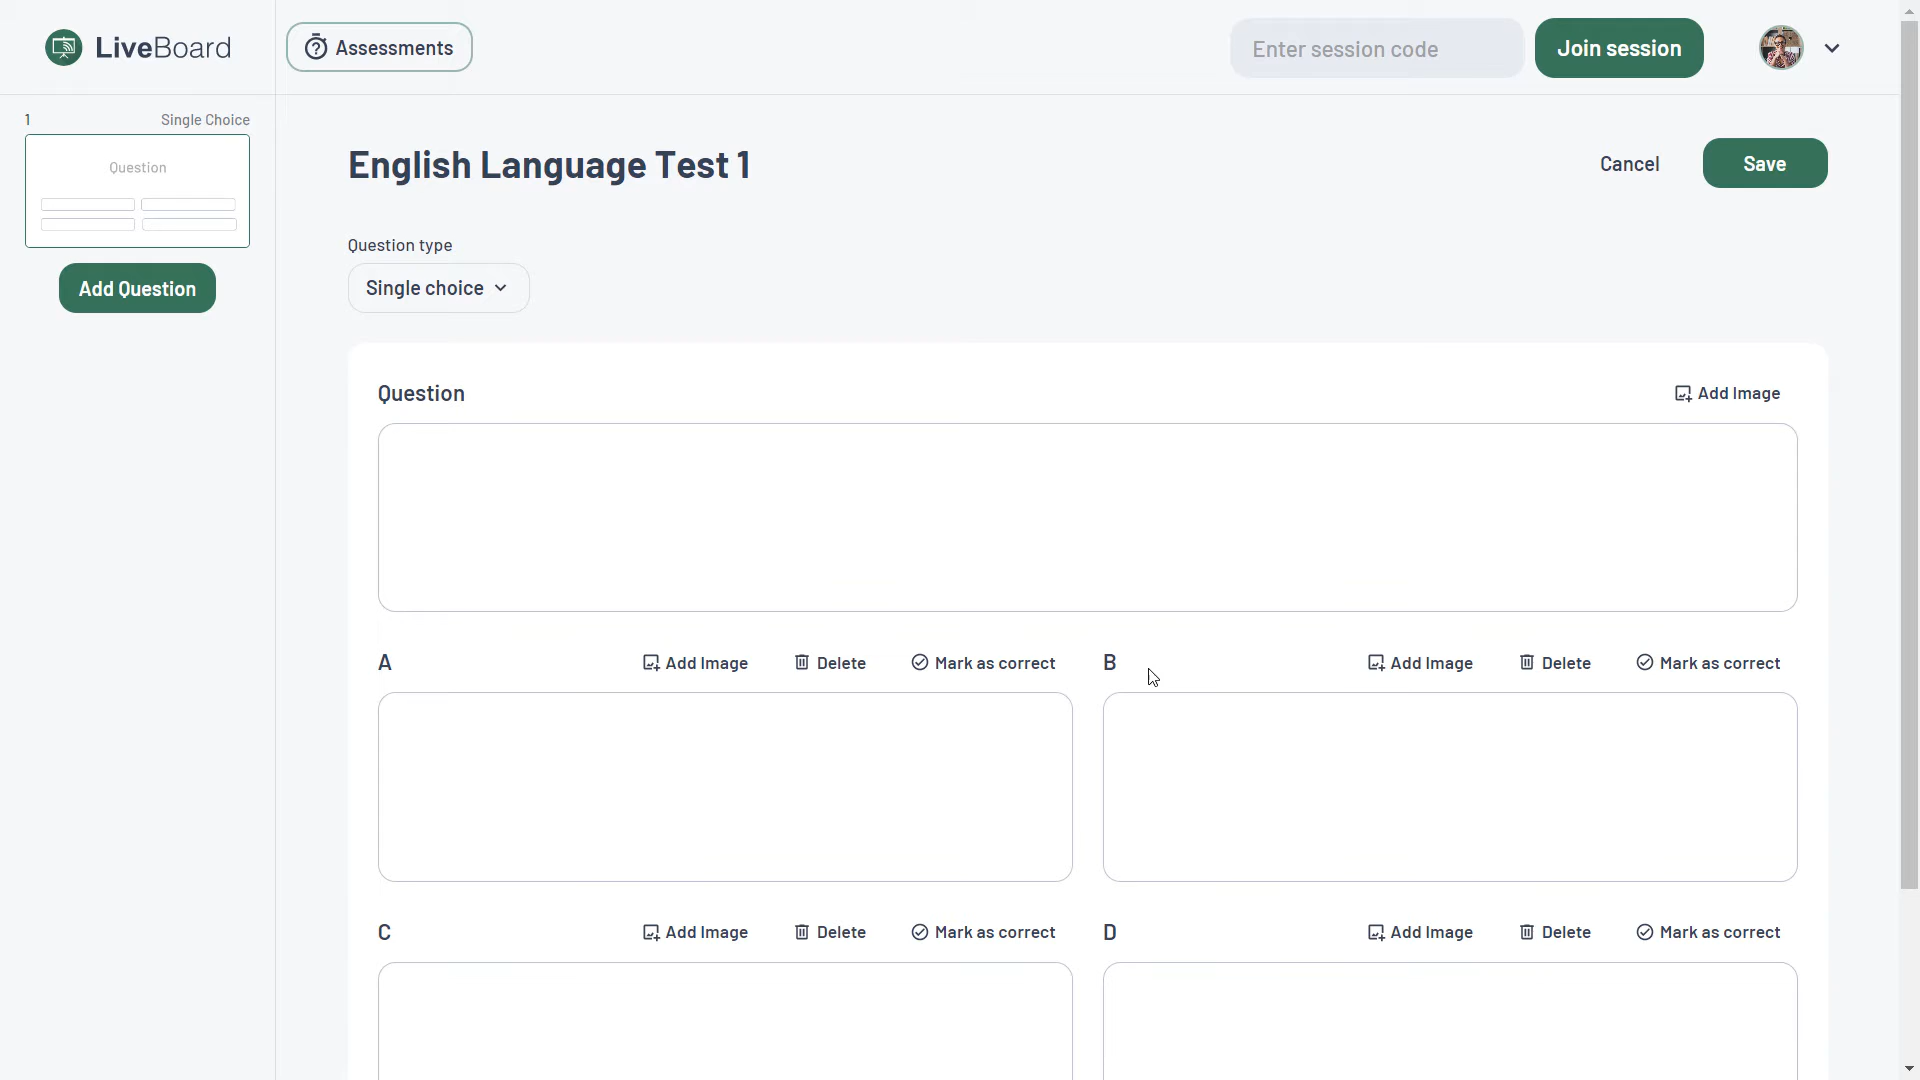 LiveBoard
Assessments
Enter session code
Join session
1
Single Choice
Question
Add Question
English Language Test 1
Cancel
Save
Question type
Single choice
Question
Add Image
A
Add Image
Delete
Mark as correct
B
Add Image
Delete
Mark as correct
C
Add Image
Delete
Mark as correct
D
Add Image
Delete
Mark as correct